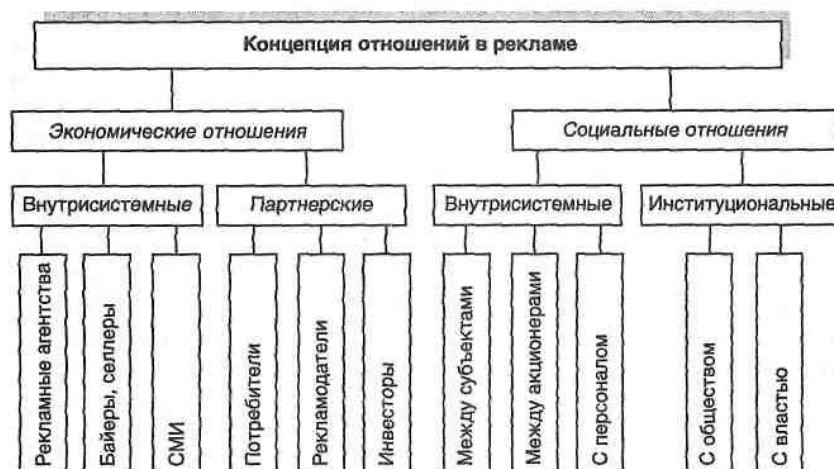 Концепция отношений в рекламе
Экономические отношения
Социальные отношения
Внутрисистемные
Партнерские
Внутрисистемные
Институциональные
Рекламные агентства
Байеры, селлеры
СМИ
Потребители
Рекламодатели
Инвесторы
Между субъектами
Между акционерами
С персоналом
С обществом
С властью